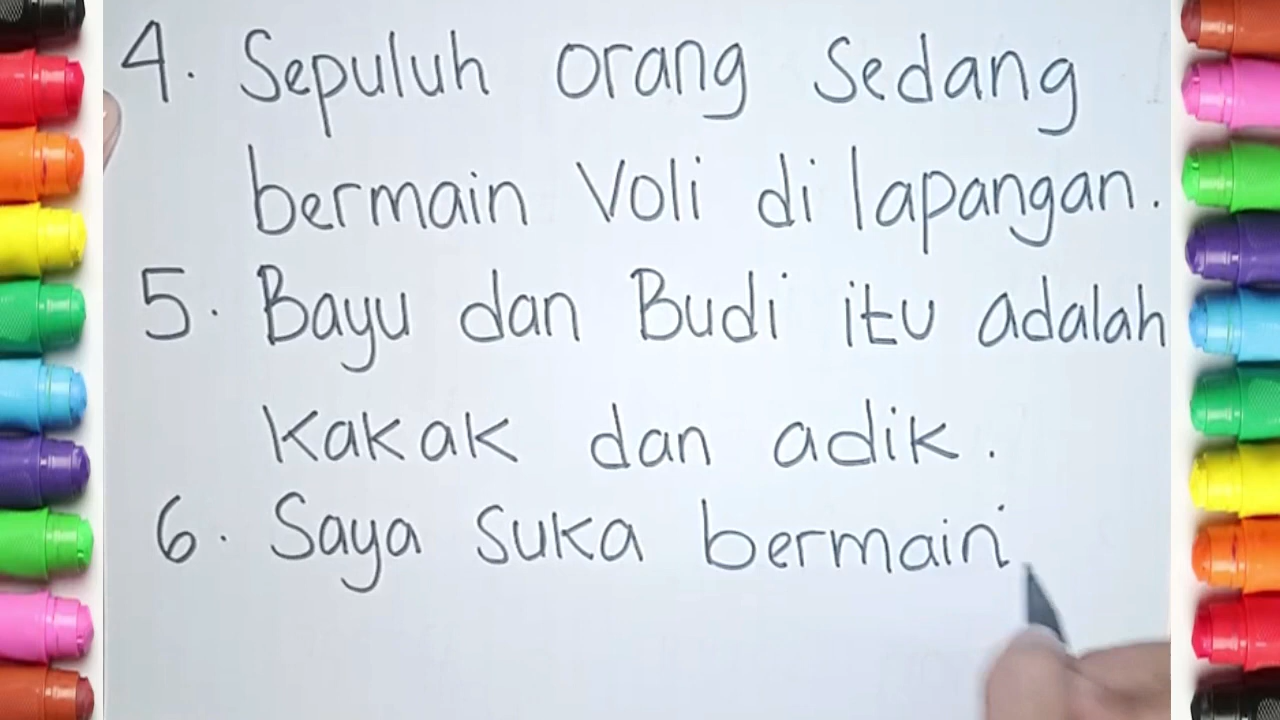 4. Sepuluh orang sedang
bermain voli di lapangan.
5. Bayu dan Budi itu adalah
kakak dan adik.
6. Saya suka bermain